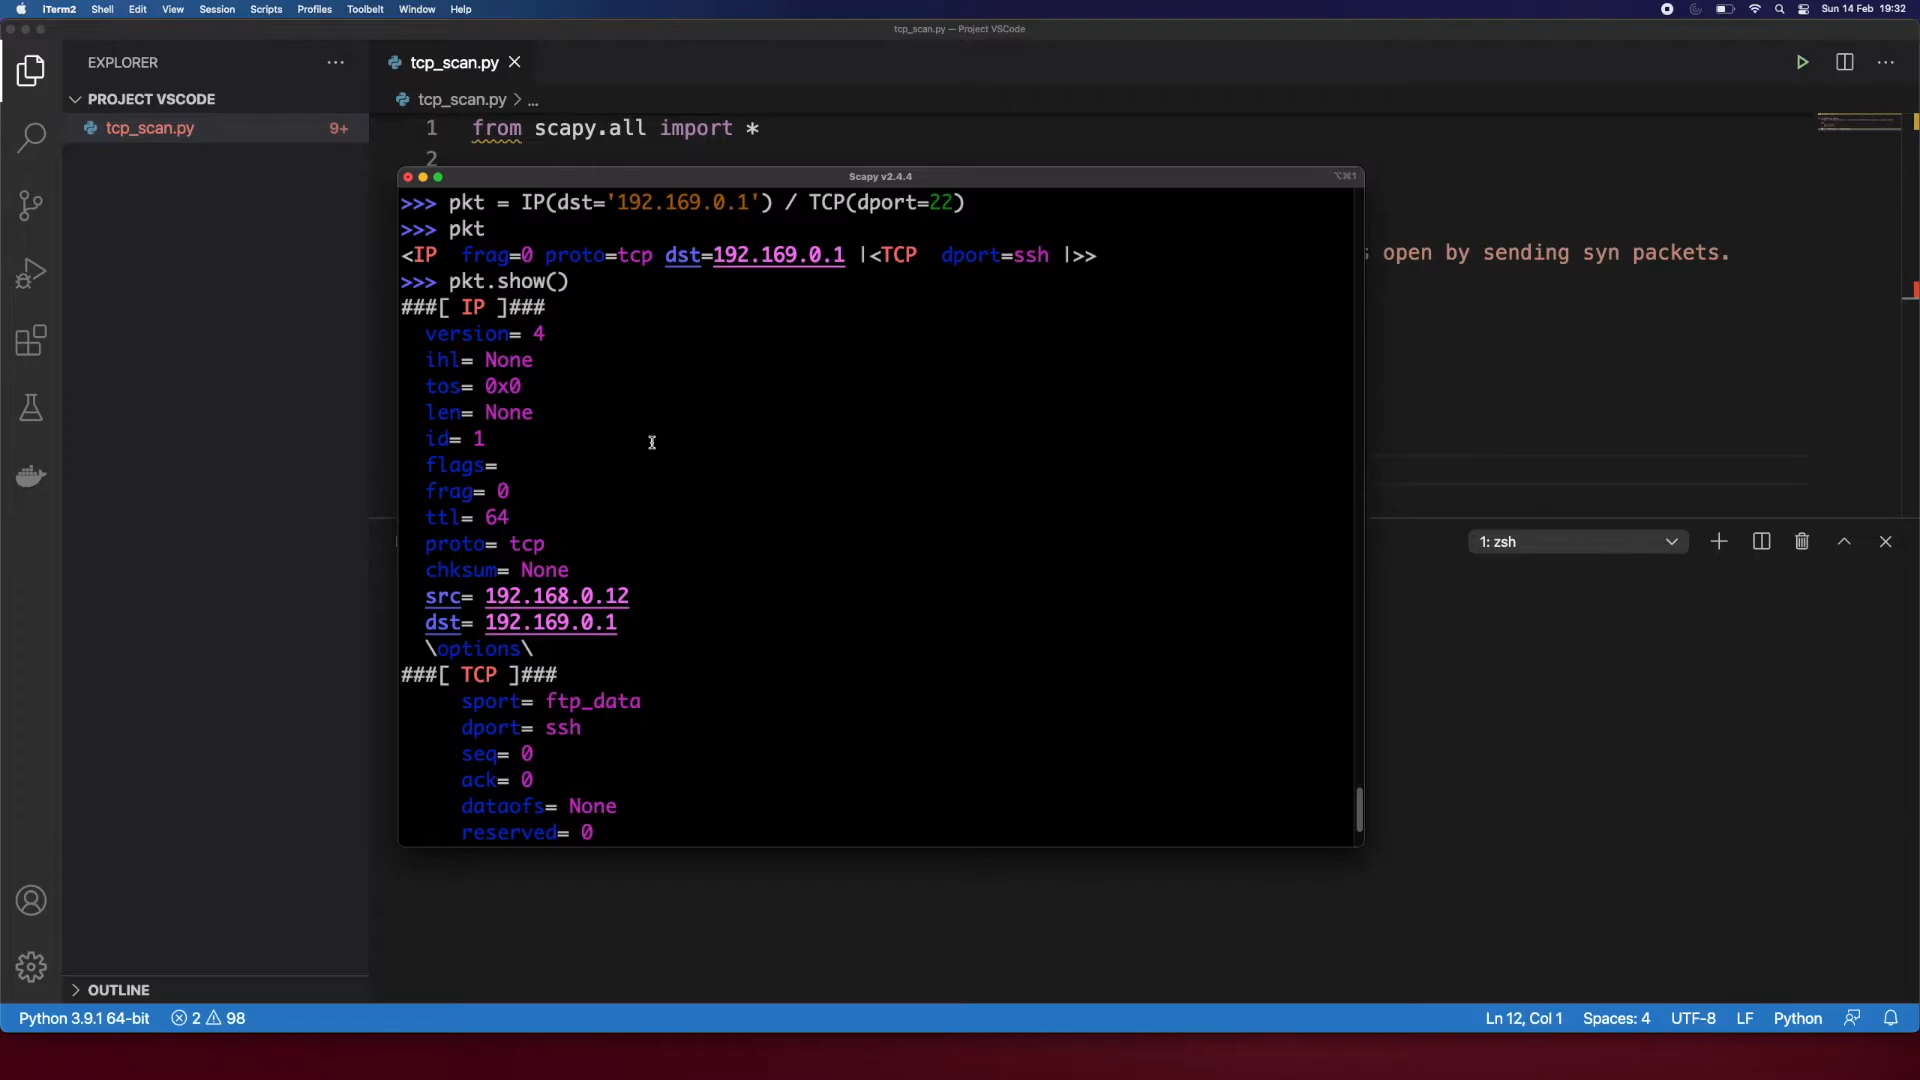 iTerm2 Shell Edit View Session Scripts Profiles Toolbelt Window Help Sun 14 Feb 19:32
tcp_scan.py — Project VSCode
EXPLORER
PROJECT VSCODE
tcp_scan.py 9+
tcp_scan.py
tcp_scan.py > ...
1 from scapy.all import *
2
Scapy v2.4.4 ⌥⌘1
>>> pkt = IP(dst='192.169.0.1') / TCP(dport=22)
>>> pkt
<IP frag=0 proto=tcp dst=192.169.0.1 |<TCP dport=ssh |>>
open by sending syn packets.
>>> pkt.show()
###[ IP ]###
version= 4
ihl= None
tos= 0x0
len= None
id= 1
flags=
frag= 0
ttl= 64
proto= tcp
chksum= None
src= 192.168.0.12
dst= 192.169.0.1
\options\
###[ TCP ]###
sport= ftp_data
dport= ssh
seq= 0
ack= 0
dataofs= None
reserved= 0
1: zsh
OUTLINE
Python 3.9.1 64-bit 2 98 Ln 12, Col 1 Spaces: 4 UTF-8 LF Python